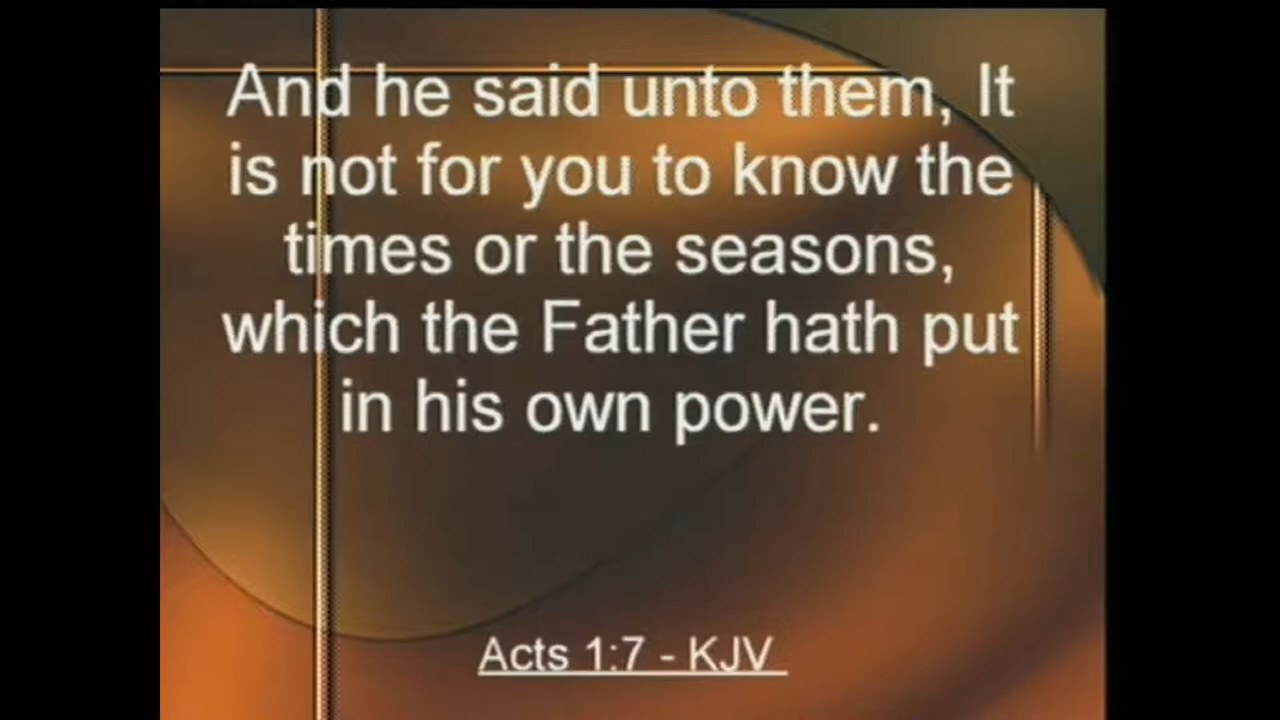 And he said unto them, It
is not for you to know the
times or the seasons,
which the Father hath put
in his own power.
Acts 1:7 - KJV